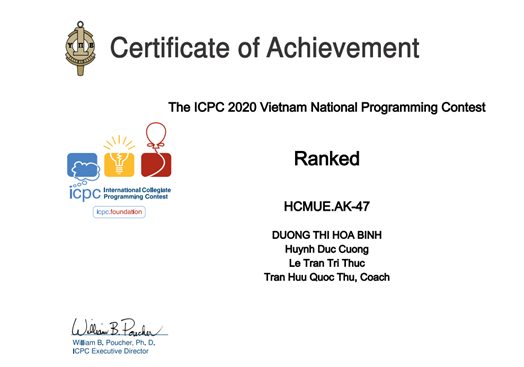 Certificate of Achievement
The ICPC 2020 Vietnam National Programming Contest
Ranked
icpc International Collegiate
Programming Contest
icpc.foundation
HCMUE.AK-47
DUONG THI HOA BINH
Huynh Duc Cuong
Le Tran Tri Thuc
Tran Huu Quoc Thu, Coach
William B. Poucher
William B. Poucher, Ph. D.
ICPC Executive Director